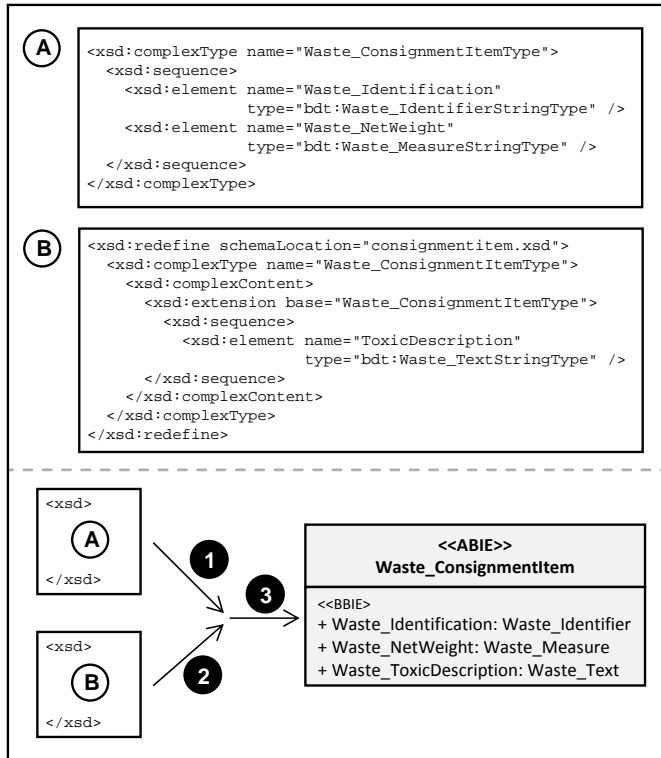 A
<xsd:complexType name="Waste_ConsignmentItemType">
<xsd:sequence>
<xsd:element name="Waste_Identification"
type="bdt:Waste_IdentifierStringType" />
<xsd:element name="Waste_NetWeight"
type="bdt:Waste_MeasureStringType" />
</xsd:sequence>
</xsd:complexType>
B
<xsd:redefine schemaLocation="consignmentitem.xsd">
<xsd:complexType name="Waste_ConsignmentItemType">
<xsd:complexContent>
<xsd:extension base="Waste_ConsignmentItemType">
<xsd:sequence>
<xsd:element name="ToxicDescription"
type="bdt:Waste_TextStringType" />
</xsd:sequence>
</xsd:complexContent>
</xsd:complexType>
</xsd:redefine>
<xsd>
A
</xsd>
1
<xsd>
B
</xsd>
2
3
<<ABIE>>
Waste_ConsignmentItem
<<BBIE>
+ Waste_Identification: Waste_Identifier
+ Waste_NetWeight: Waste_Measure
+ Waste_ToxicDescription: Waste_Text